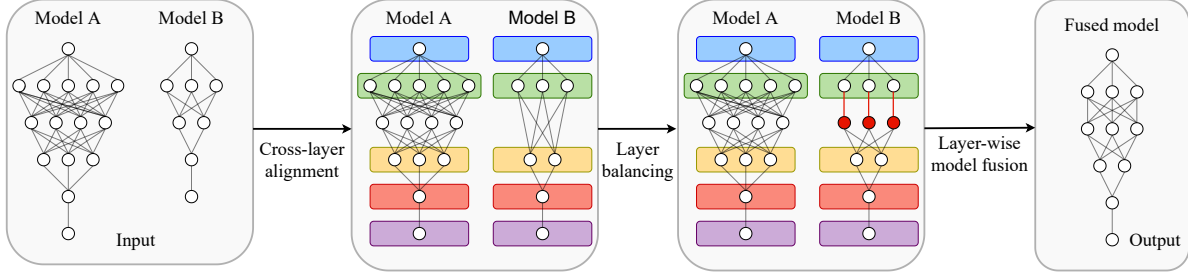 Model A
Model B
Input
Cross-layer
alignment
Model A
Model B
Layer
balancing
Model A
Model B
Layer-wise
model fusion
Fused model
Output